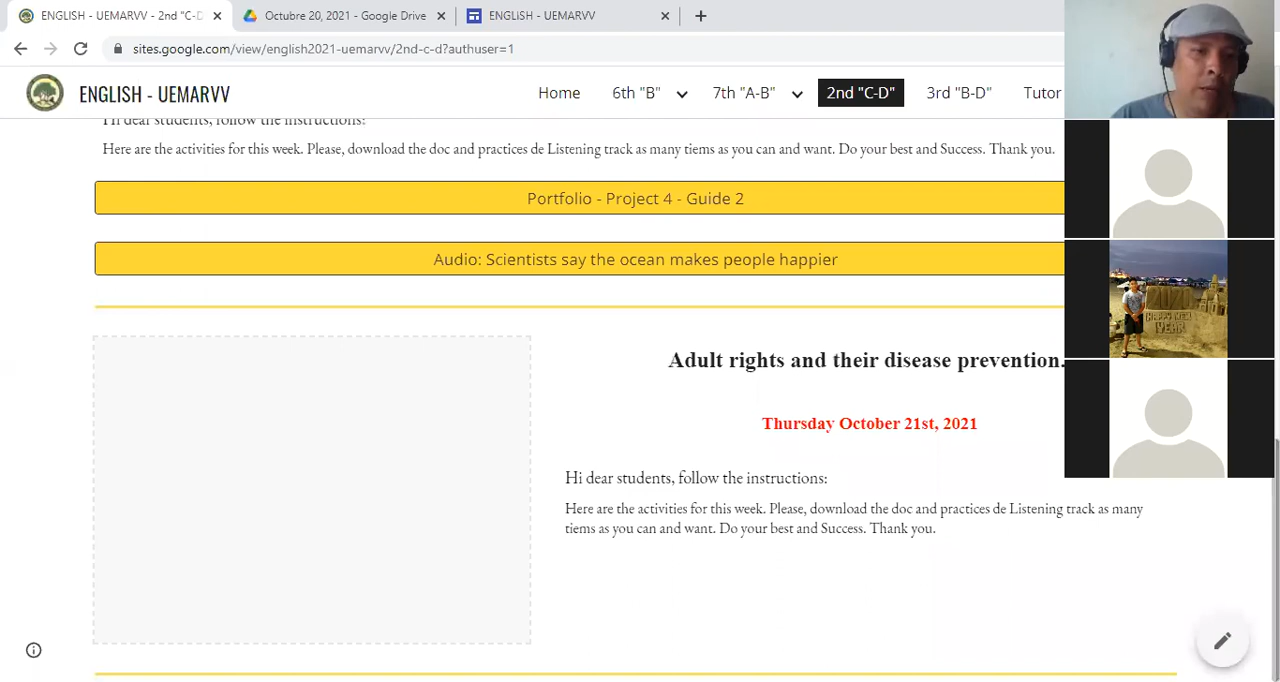 ENGLISH - UEMARVV - 2nd "C-D
Octubre 20, 2021 - Google Drive
ENGLiSH - UEMARVV
sites.google.com/view/english2021-uemarvv/2nd-c-d?authuser=1
ENGLISH - UEMARVV
Home
6th "B"
7th "A-B"
2nd "C-D"
3rd "B-D"
Tutor
Hi dear students, follow the instructions:
Here are the activities for this week. Please, download the doc and practices de Listening track as many tiems as you can and want. Do your best and Success. Thank you.
Portfolio - Project 4 - Guide 2
Audio: Scientists say the ocean makes people happier
Adult rights and their disease prevention.
Thursday October 21st, 2021
Hi dear students, follow the instructions:
Here are the activities for this week. Please, download the doc and practices de Listening track as many
tiems as you can and want. Do your best and Success. Thank you.
HAPPY NEW
YEAR